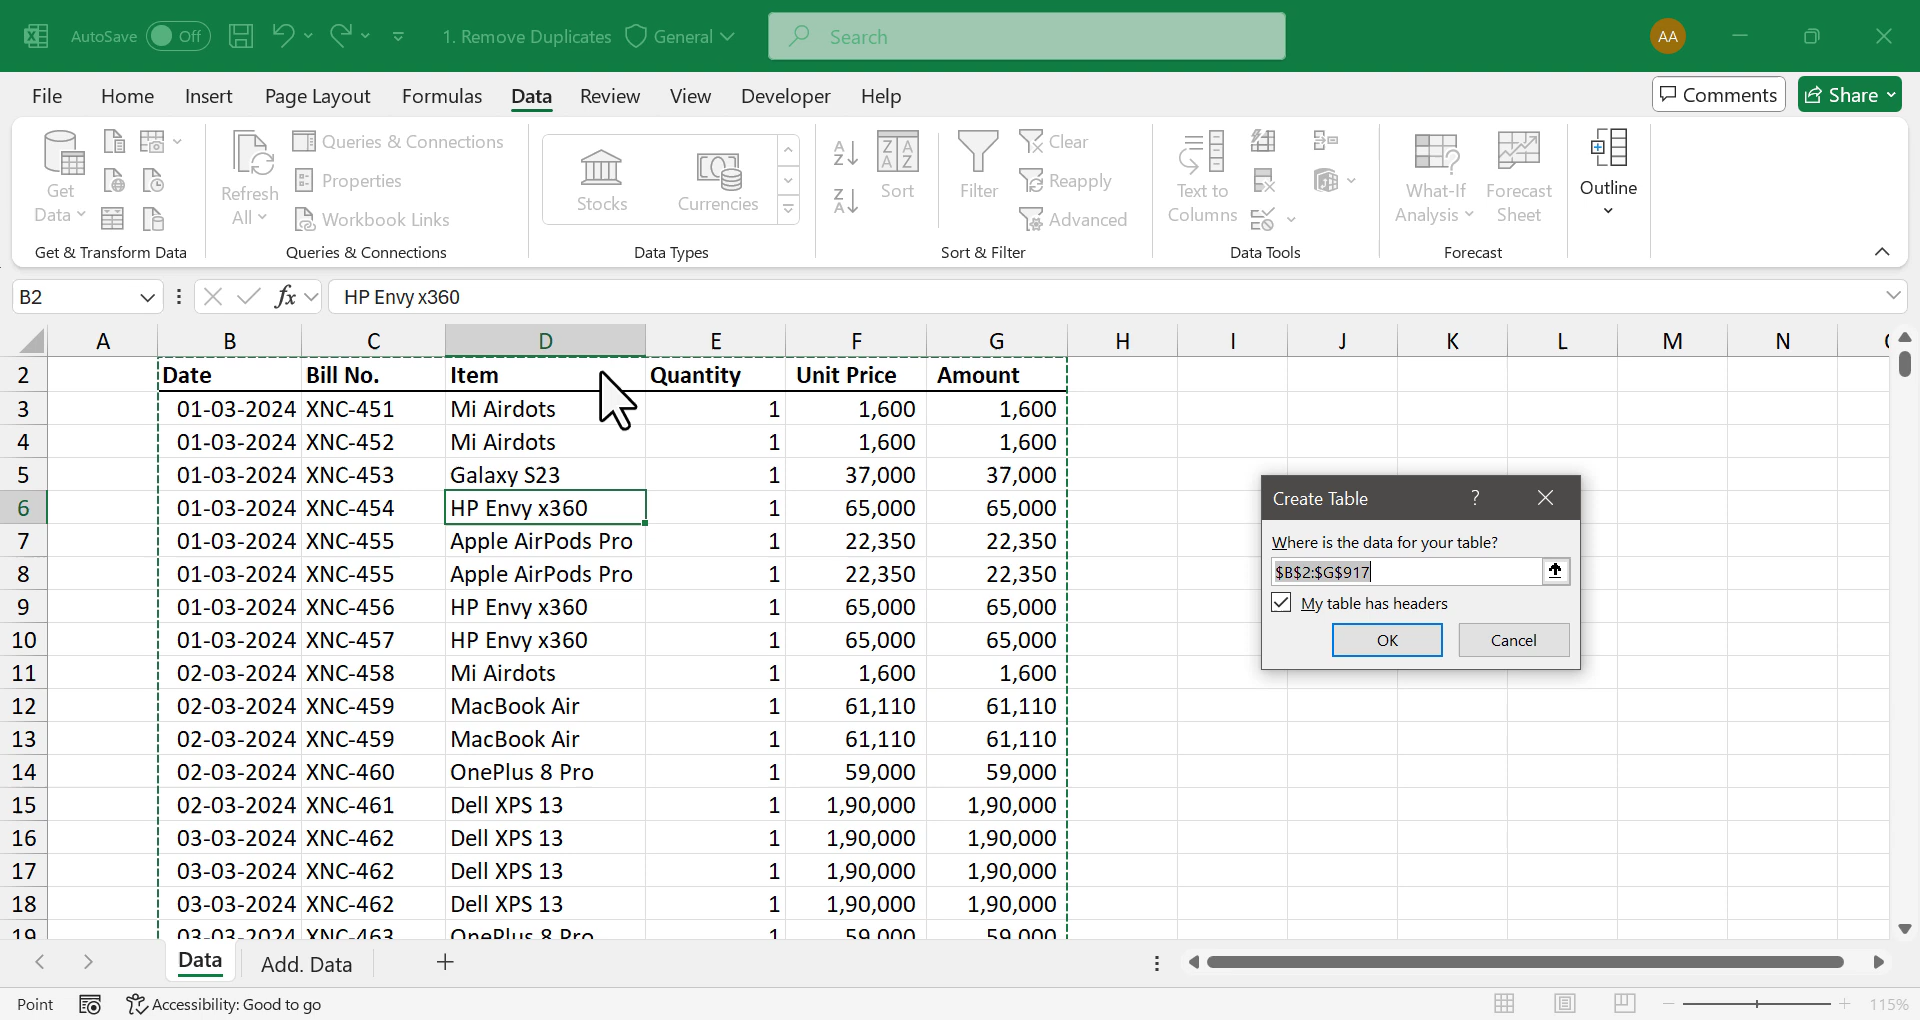 AutoSave Off 1. Remove Duplicates General Search AA
File Home Insert Page Layout Formulas Data Review View Developer Help Comments Share
Get Data
Refresh All
Queries & Connections
Properties
Workbook Links
Stocks
Currencies
Sort
Filter
Clear
Reapply
Advanced
Text to Columns
What-If Analysis
Forecast Sheet
Outline
Get & Transform Data Queries & Connections Data Types Sort & Filter Data Tools Forecast
B2 fx HP Envy x360
A B C D E F G H I J K L M N
2 Date Bill No. Item Quantity Unit Price Amount
3 01-03-2024 XNC-451 Mi Airdots 1 1,600 1,600
4 01-03-2024 XNC-452 Mi Airdots 1 1,600 1,600
5 01-03-2024 XNC-453 Galaxy S23 1 37,000 37,000
6 01-03-2024 XNC-454 HP Envy x360 1 65,000 65,000
7 01-03-2024 XNC-455 Apple AirPods Pro 1 22,350 22,350
8 01-03-2024 XNC-455 Apple AirPods Pro 1 22,350 22,350
9 01-03-2024 XNC-456 HP Envy x360 1 65,000 65,000
10 01-03-2024 XNC-457 HP Envy x360 1 65,000 65,000
11 02-03-2024 XNC-458 Mi Airdots 1 1,600 1,600
12 02-03-2024 XNC-459 MacBook Air 1 61,110 61,110
13 02-03-2024 XNC-459 MacBook Air 1 61,110 61,110
14 02-03-2024 XNC-460 OnePlus 8 Pro 1 59,000 59,000
15 02-03-2024 XNC-461 Dell XPS 13 1 1,90,000 1,90,000
16 03-03-2024 XNC-462 Dell XPS 13 1 1,90,000 1,90,000
17 03-03-2024 XNC-462 Dell XPS 13 1 1,90,000 1,90,000
18 03-03-2024 XNC-462 Dell XPS 13 1 1,90,000 1,90,000
19 03-03-2024 XNC-463 OnePlus 8 Pro 1 59,000 59,000
Create Table ?
Where is the data for your table?
$B$2:$G$917
My table has headers
OK Cancel
Data Add. Data
Point Accessibility: Good to go 115%